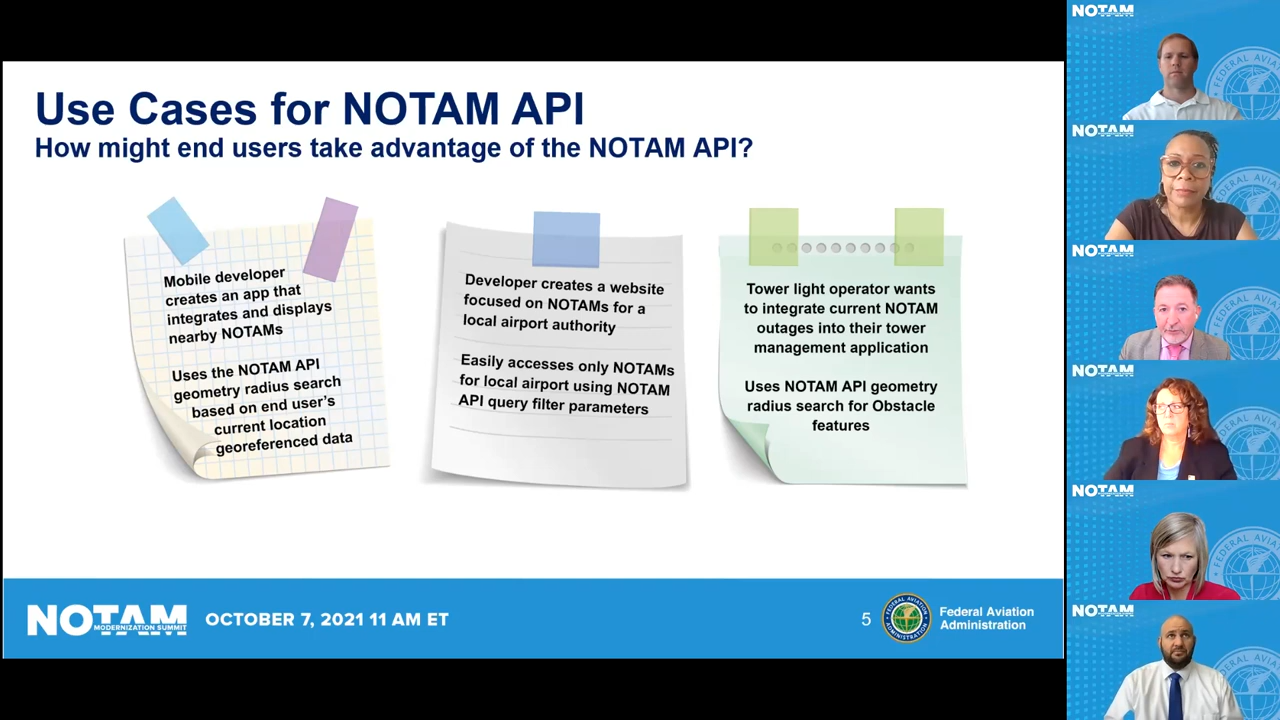 Use Cases for NOTAM API
How might end users take advantage of the NOTAM API?
Mobile developer
creates an app that
integrates and displays
nearby NOTAMs
Uses the NOTAM API
geometry radius search
based on end user's
current location
georeferenced data
Developer creates a website
focused on NOTAMs for a
local airport authority
Easily accesses only NOTAMs
for local airport using NOTAM
API query filter parameters
Tower light operator wants
to integrate current NOTAM
outages into their tower
management application
Uses NOTAM API geometry
radius search for Obstacle
features
NOTAM
MODERNIZATION SUMMIT
OCTOBER 7, 2021 11 AM ET
5
Federal Aviation
Administration
NOTAM
NOTAM
NOTAM
NOTAM
NOTAM
NOTAM